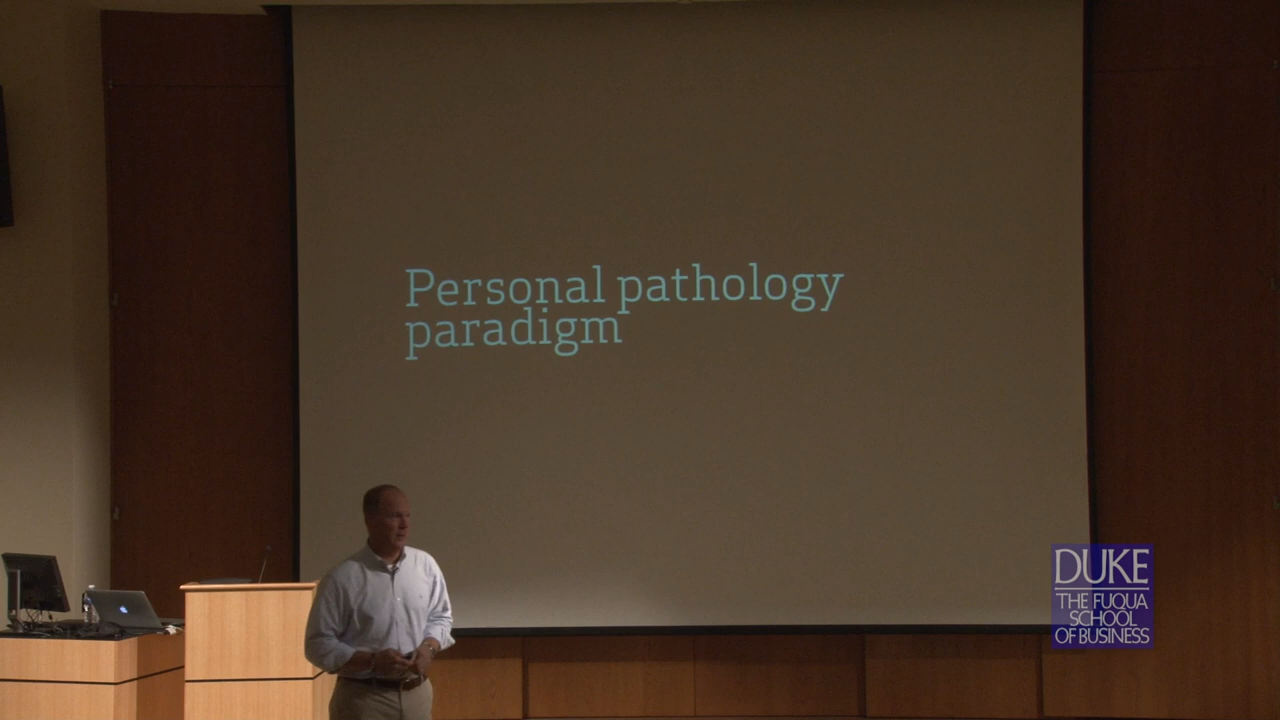 Personal pathology
paradigm
DUKE
THE FUQUA
SCHOOL
OF BUSINESS